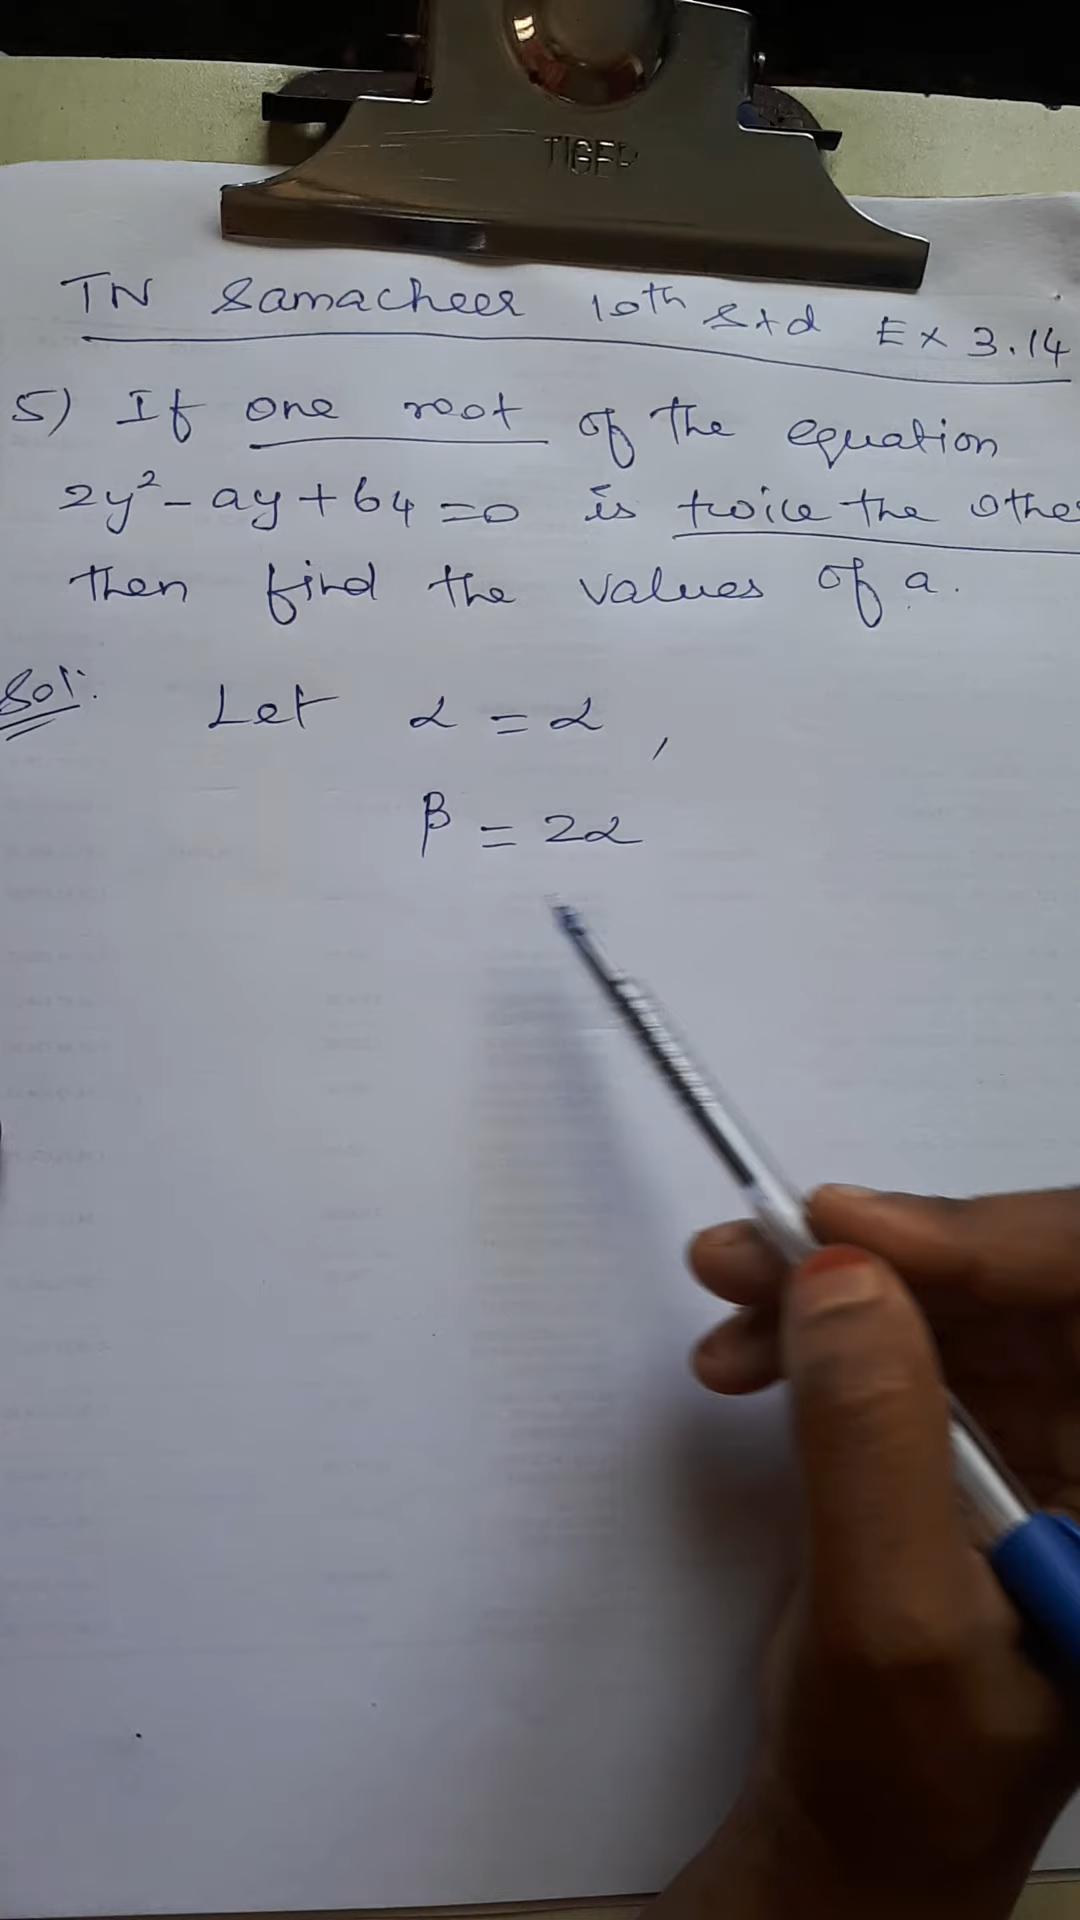 TIGER
TN Samacheer 10th Std Ex 3.14
5) If one root of the equation
2y²-ay+64=0 is twice the othe
then find the values of a.
Sol: Let α = α,
β = 2α